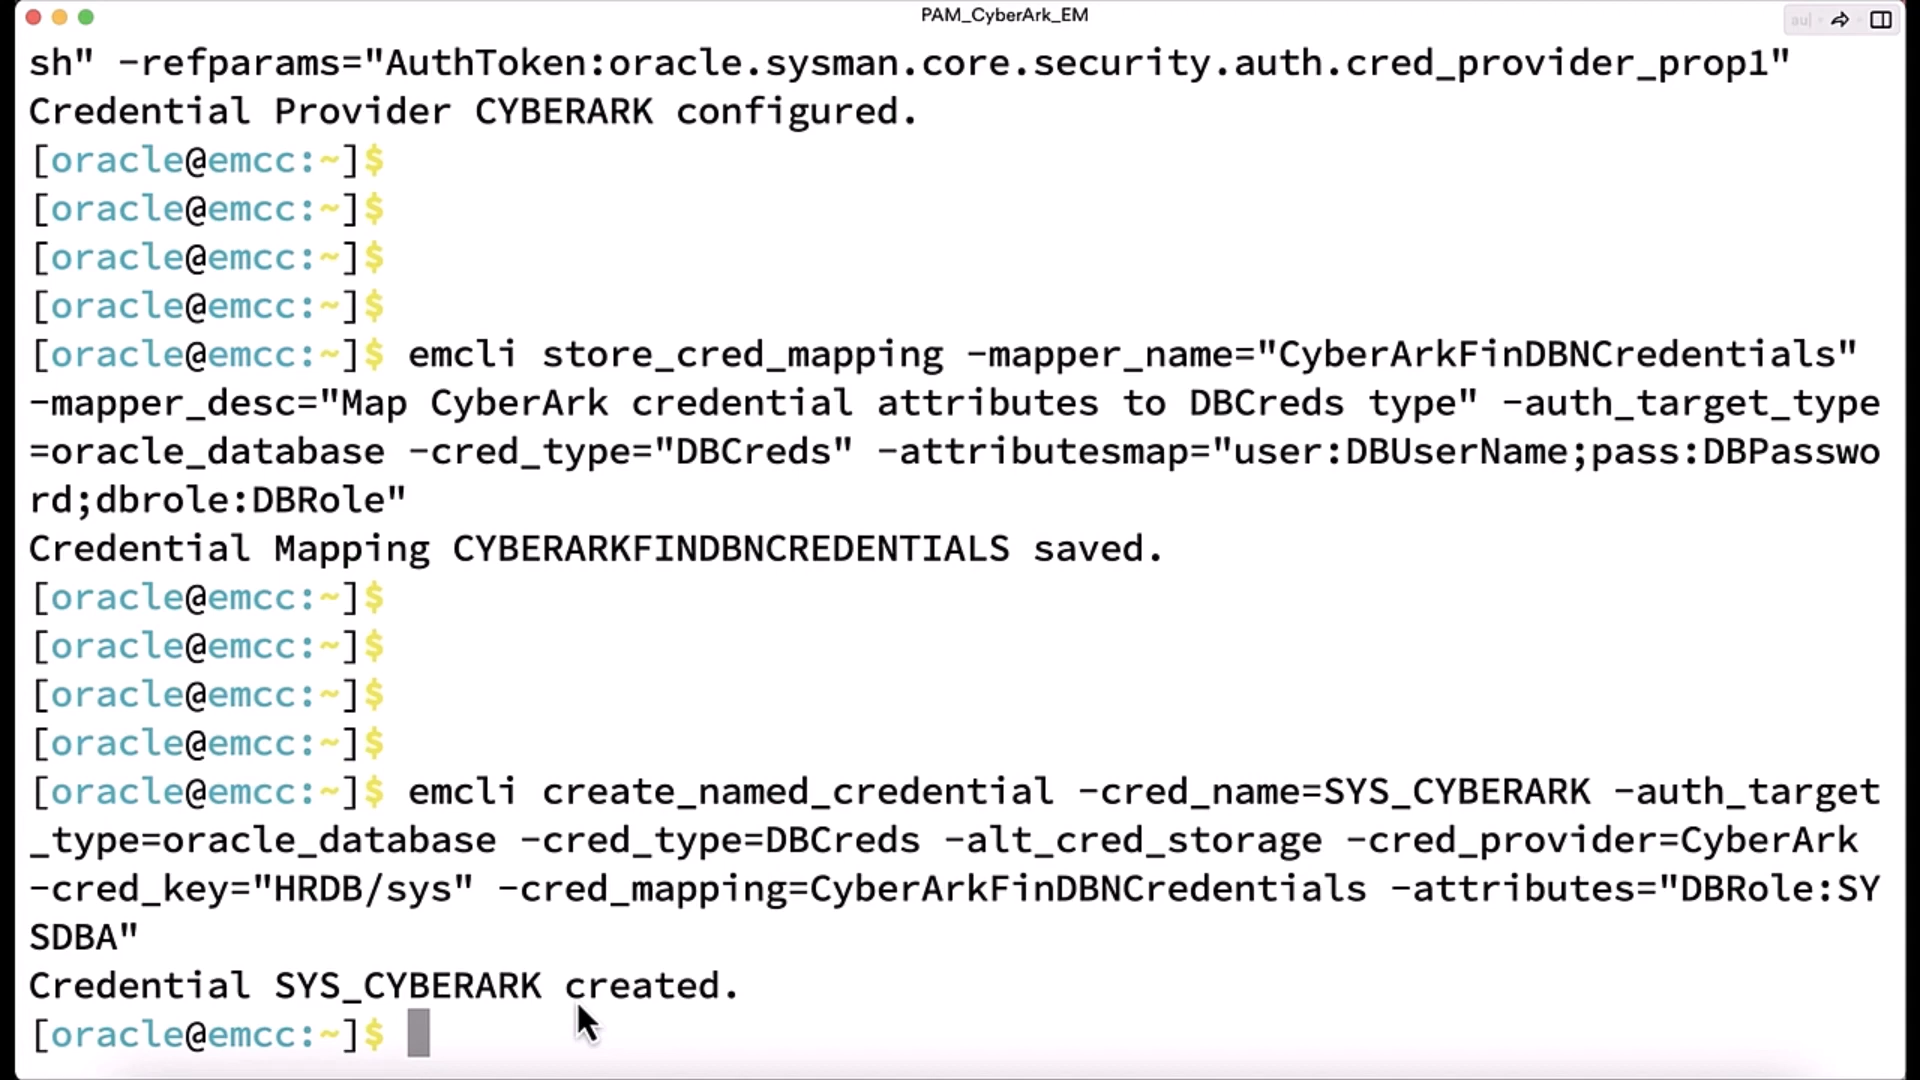 PAM_CyberArk_EM
au|
sh" -refparams="AuthToken:oracle.sysman.core.security.auth.cred_provider_prop1"
Credential Provider CYBERARK configured.
[oracle@emcc:~]$
[oracle@emcc:~]$
[oracle@emcc:~]$
[oracle@emcc:~]$
[oracle@emcc:~]$ emcli store_cred_mapping -mapper_name="CyberArkFinDBNCredentials"
-mapper_desc="Map CyberArk credential attributes to DBCreds type" -auth_target_type
=oracle_database -cred_type="DBCreds" -attributesmap="user:DBUserName;pass:DBPasswo
rd;dbrole:DBRole"
Credential Mapping CYBERARKFINDBNCREDENTIALS saved.
[oracle@emcc:~]$
[oracle@emcc:~]$
[oracle@emcc:~]$
[oracle@emcc:~]$
[oracle@emcc:~]$ emcli create_named_credential -cred_name=SYS_CYBERARK -auth_target
_type=oracle_database -cred_type=DBCreds -alt_cred_storage -cred_provider=CyberArk
-cred_key="HRDB/sys" -cred_mapping=CyberArkFinDBNCredentials -attributes="DBRole:SY
SDBA"
Credential SYS_CYBERARK created.
[oracle@emcc:~]$